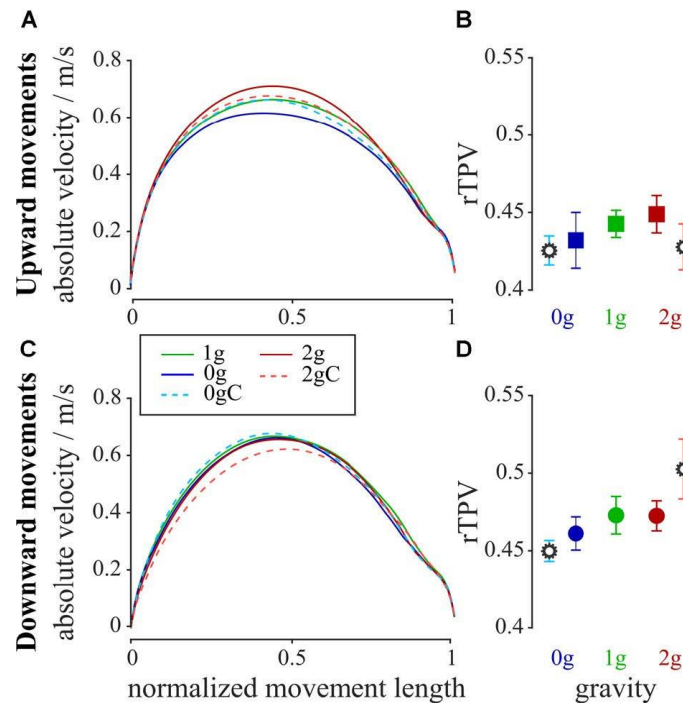 A
B
Upward movements
absolute velocity / m/s
0.8
0.6
0.4
0.2
0
0
0.5
1
rTPV
0.55
0.5
0.45
0.4
0g
1g
2g
C
1g
2g
0g
2gC
0gC
D
Downward movements
absolute velocity / m/s
0.8
0.6
0.4
0.2
0
0
0.5
1
normalized movement length
rTPV
0.55
0.5
0.45
0.4
0g
1g
2g
gravity